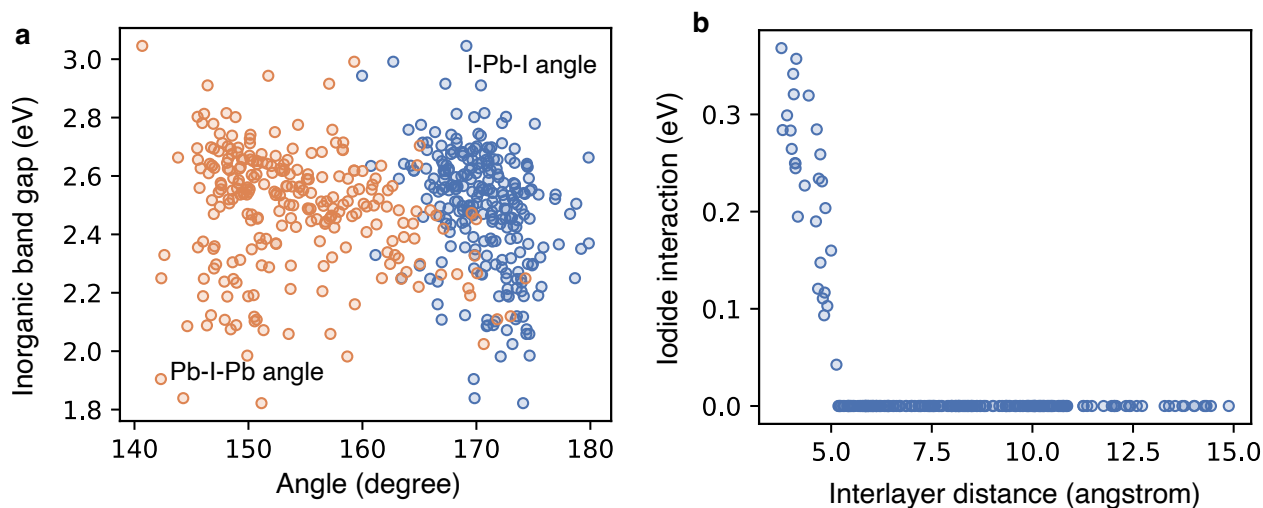 a
Inorganic band gap (eV)
3.0
2.8
2.6
2.4
2.2
2.0
1.8
I-Pb-I angle
Pb-I-Pb angle
140 150 160 170 180
Angle (degree)
b
Iodide interaction (eV)
0.3
0.2
0.1
0.0
5.0 7.5 10.0 12.5 15.0
Interlayer distance (angstrom)